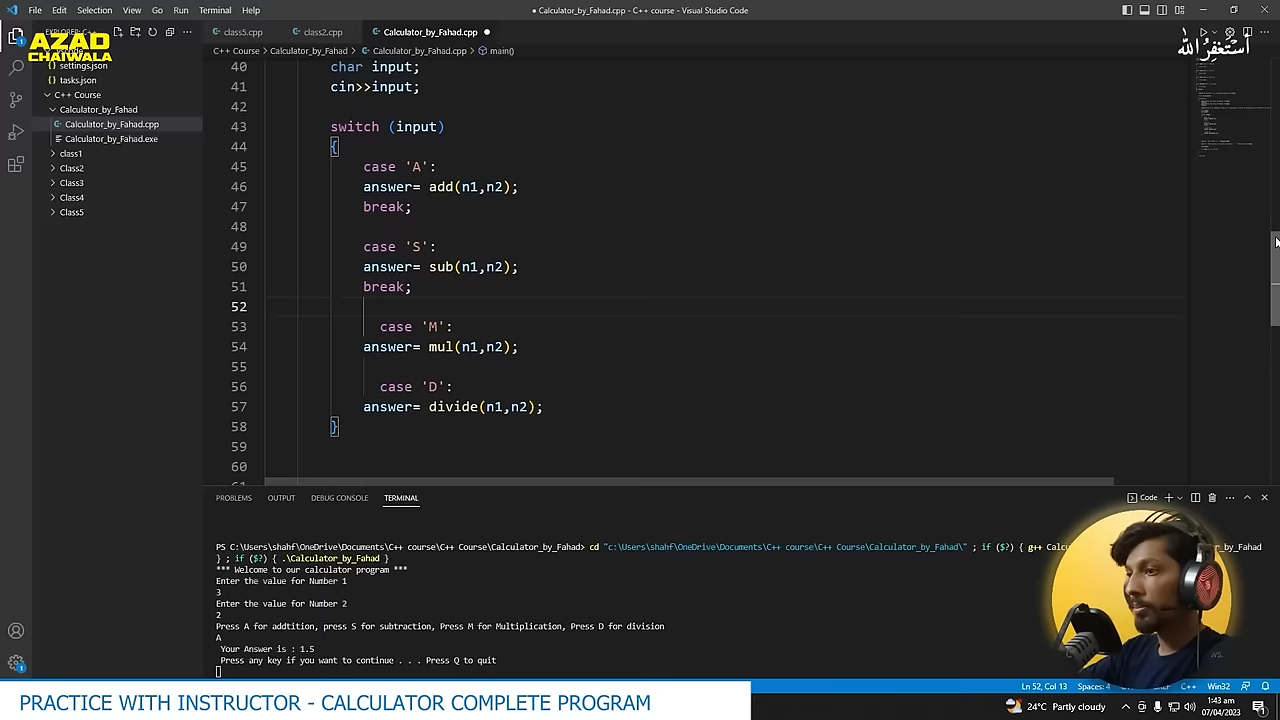 File Edit Selection View Go Run Terminal Help
● Calculator_by_Fahad.cpp - C++ course - Visual Studio Code
AZAD
CHAIWALA
أستغفر الله
class5.cpp class2.cpp Calculator_by_Fahad.cpp ●
C++ Course > Calculator_by_Fahad > Calculator_by_Fahad.cpp > main()
settings.json
tasks.json
C++ Course
Calculator_by_Fahad
Calculator_by_Fahad.cpp
Calculator_by_Fahad.exe
class1
Class2
Class3
Class4
Class5
40 char input;
41 cin>>input;
42
43 switch (input)
44 {
45 case 'A':
46 answer= add(n1,n2);
47 break;
48
49 case 'S':
50 answer= sub(n1,n2);
51 break;
52
53 case 'M':
54 answer= mul(n1,n2);
55
56 case 'D':
57 answer= divide(n1,n2);
58 }
59
60
PROBLEMS OUTPUT DEBUG CONSOLE TERMINAL
Code
PS C:\Users\shahf\OneDrive\Documents\C++ course\C++ Course\Calculator_by_Fahad> cd "c:\Users\shahf\OneDrive\Documents\C++ course\C++ Course\Calculator_by_Fahad\" ; if ($?) { g++
} ; if ($?) { .\Calculator_by_Fahad }
*** Welcome to our calculator program ***
Enter the value for Number 1
3
Enter the value for Number 2
2
Press A for addtition, press S for subtraction, Press M for Multiplication, Press D for division
A
Your Answer is : 1.5
Press any key if you want to continue . . . Press Q to quit
Ln 52, Col 13 Spaces: 4 C++ Win32
PRACTICE WITH INSTRUCTOR - CALCULATOR COMPLETE PROGRAM
24°C Partly cloudy
1:43 am
07/04/2023